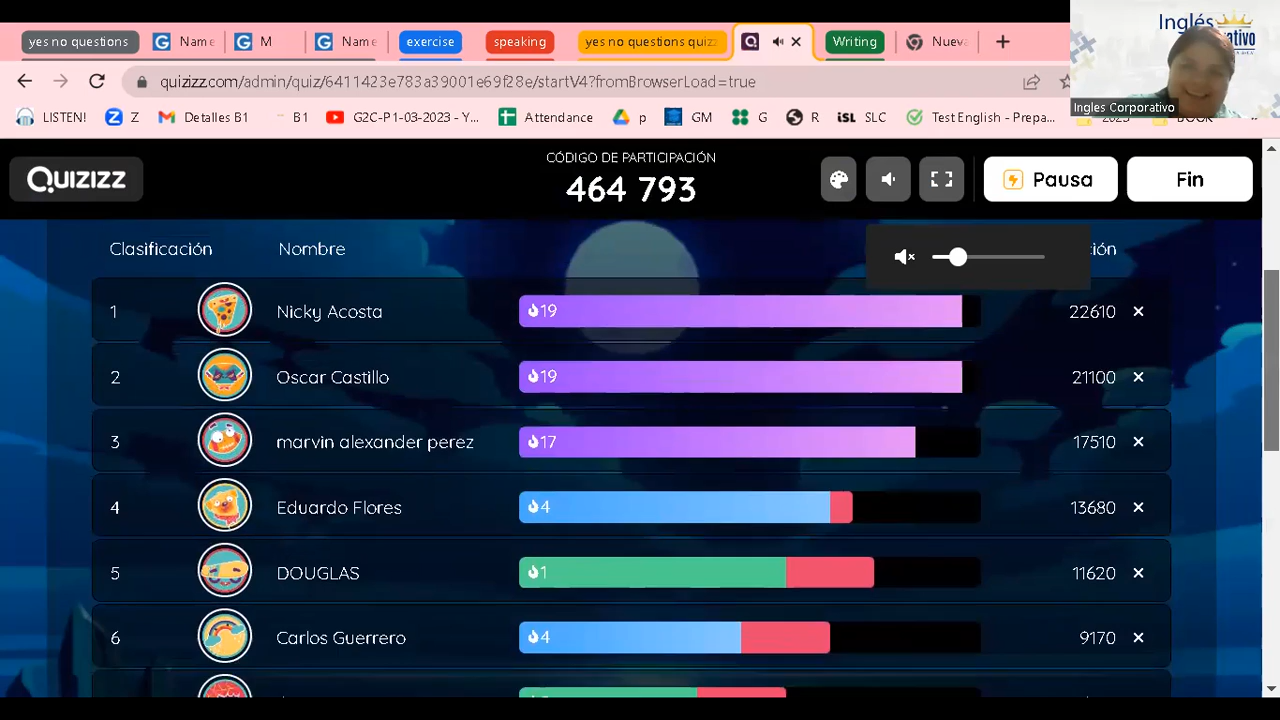 yes no questions
Name
M
Name
exercise
speaking
yes no questions quiz
Writing
Nuev
Inglés
quizizz.com/admin/quiz/6411423e783a39001e69f28e/startV4?fromBrowserLoad=true
Ingles Corporativo
LISTEN!
Z
Detalles B1
B1
G2C-P1-03-2023 - Y...
Attendance
p
GM
G
R
iSL SLC
Test English - Prepa...
Quizizz
CÓDIGO DE PARTICIPACIÓN
464 793
Pausa
Fin
Clasificación
Nombre
1 Nicky Acosta 19 22610
2 Oscar Castillo 19 21100
3 marvin alexander perez 17 17510
4 Eduardo Flores 4 13680
5 DOUGLAS 1 11620
6 Carlos Guerrero 4 9170